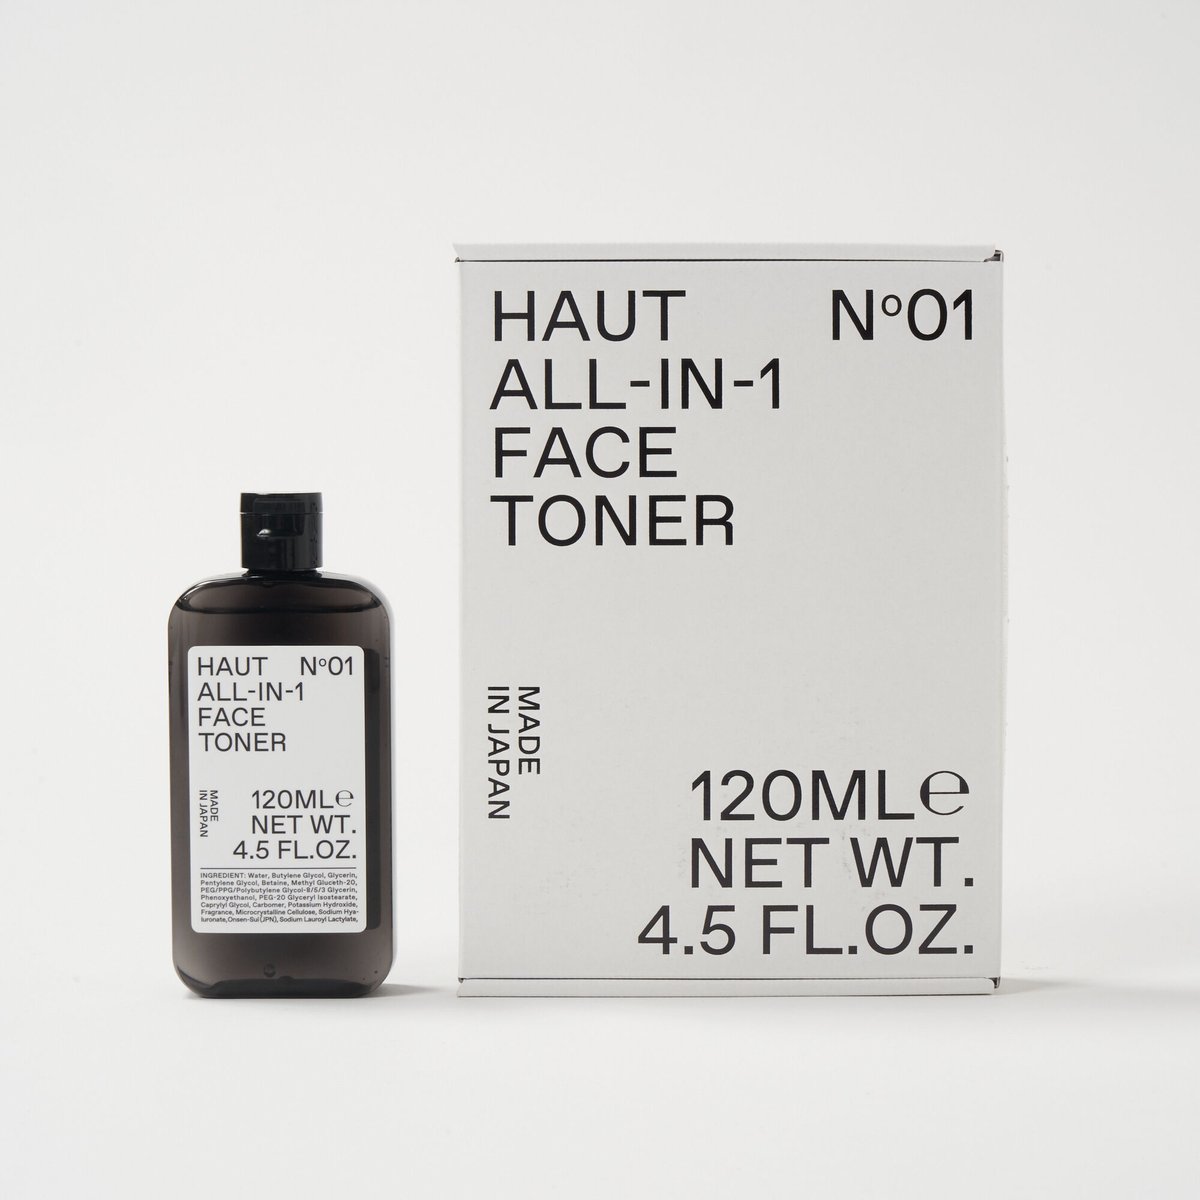 HAUT Nº01
ALL-IN-1
FACE
TONER
MADE
IN JAPAN
120ML℮
NET WT.
4.5 FL.OZ.
INGREDIENT: Water, Butylene Glycol, Glycerin,
Pentylene Glycol, Betaine, Methyl Gluceth-20,
PEG/PPG/Polybutylene Glycol-8/5/3 Glycerin,
Phenoxyethanol, PEG-20 Glyceryl Isostearate,
Caprylyl Glycol, Carbomer, Potassium Hydroxide,
Fragrance, Microcrystalline Cellulose, Sodium Hya-
luronate,Onsen-Sui(JPN), Sodium Lauroyl Lactylate,
HAUT Nº01
ALL-IN-1
FACE
TONER
MADE
IN JAPAN
120ML℮
NET WT.
4.5 FL.OZ.